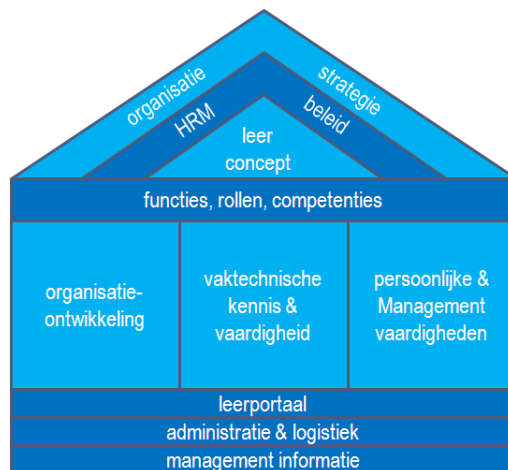 organisatie
strategie
HRM
beleid
leer
concept
functies, rollen, competenties
organisatie-
ontwikkeling
vaktechnische
kennis &
vaardigheid
persoonlijke &
Management
vaardigheden
leerportaal
administratie & logistiek
management informatie